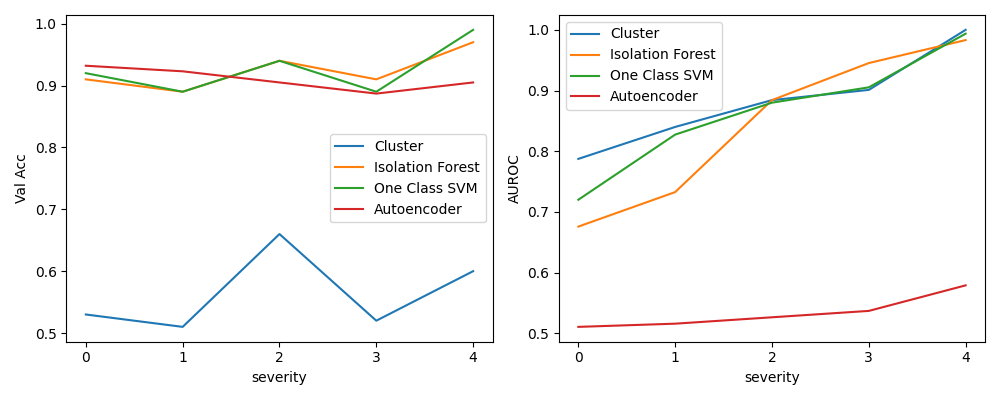 1.0
0.9
0.8
0.7
0.6
0.5
Val Acc
0 1 2 3 4
severity
Cluster
Isolation Forest
One Class SVM
Autoencoder
1.0
0.9
0.8
0.7
0.6
0.5
AUROC
0 1 2 3 4
severity
Cluster
Isolation Forest
One Class SVM
Autoencoder